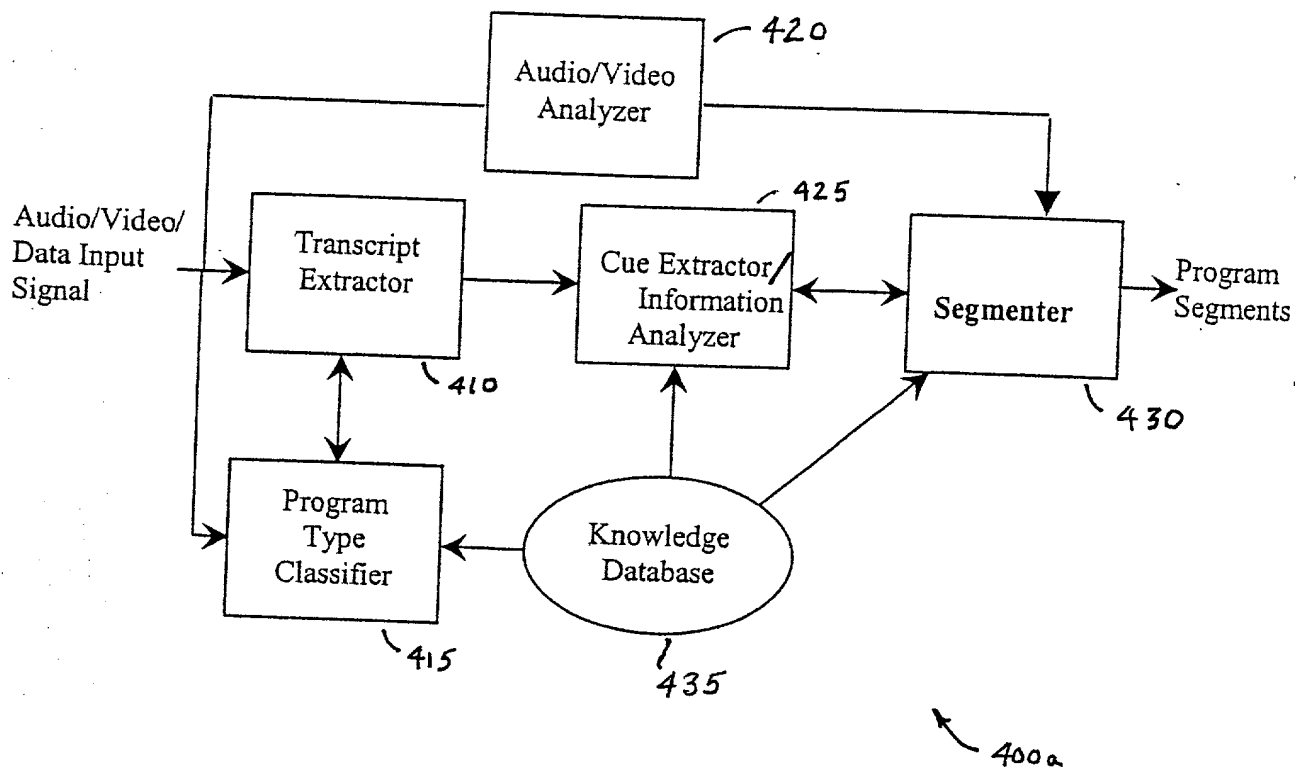 420
Audio/Video
Analyzer
425
Audio/Video/
Data Input
Signal
Transcript
Extractor
Cue Extractor/
Information
Analyzer
Segmenter
Program
Segments
410
430
Program
Type
Classifier
Knowledge
Database
415
435
400a